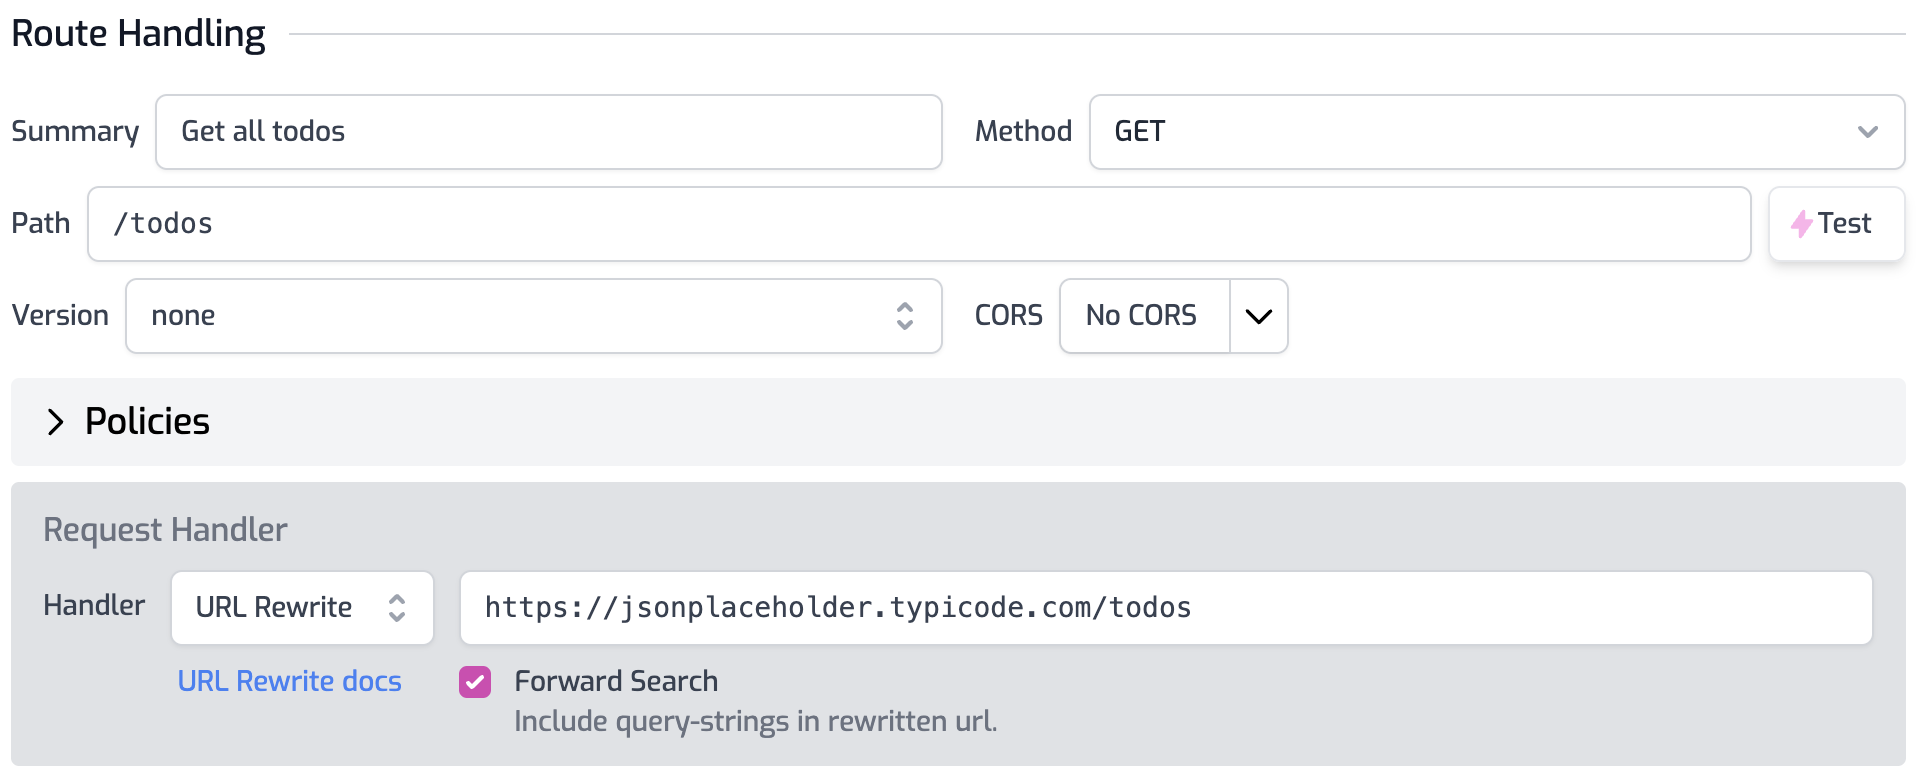 Route Handling
Summary Get all todos Method GET
Path /todos Test
Version none CORS No CORS
Policies
Request Handler
Handler URL Rewrite https://jsonplaceholder.typicode.com/todos
URL Rewrite docs Forward Search
Include query-strings in rewritten url.